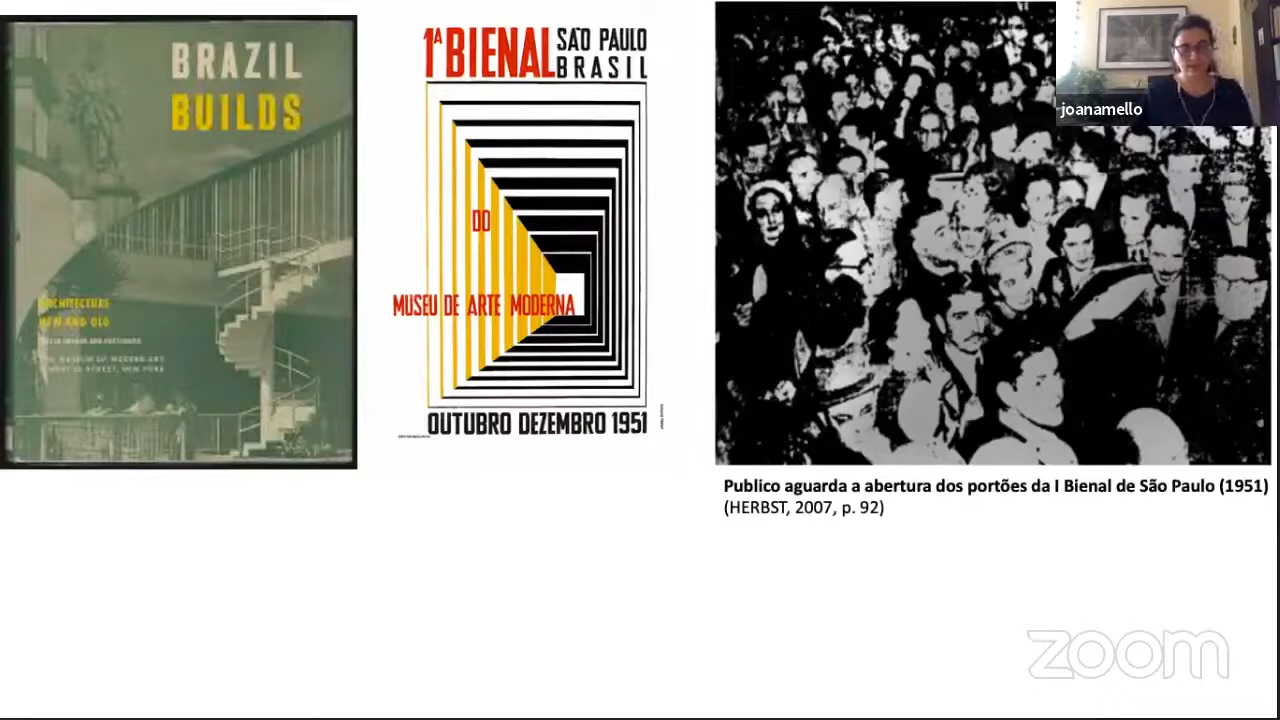 BRAZIL
BUILDS
ARCHITECTURE
NEW AND OLD
THE MUSEUM OF MODERN ART
1ª BIENAL SÃO PAULO
BRASIL
DO
MUSEU DE ARTE MODERNA
OUTUBRO DEZEMBRO 1951
joanamello
Publico aguarda a abertura dos portões da I Bienal de São Paulo (1951)
(HERBST, 2007, p. 92)
zoom